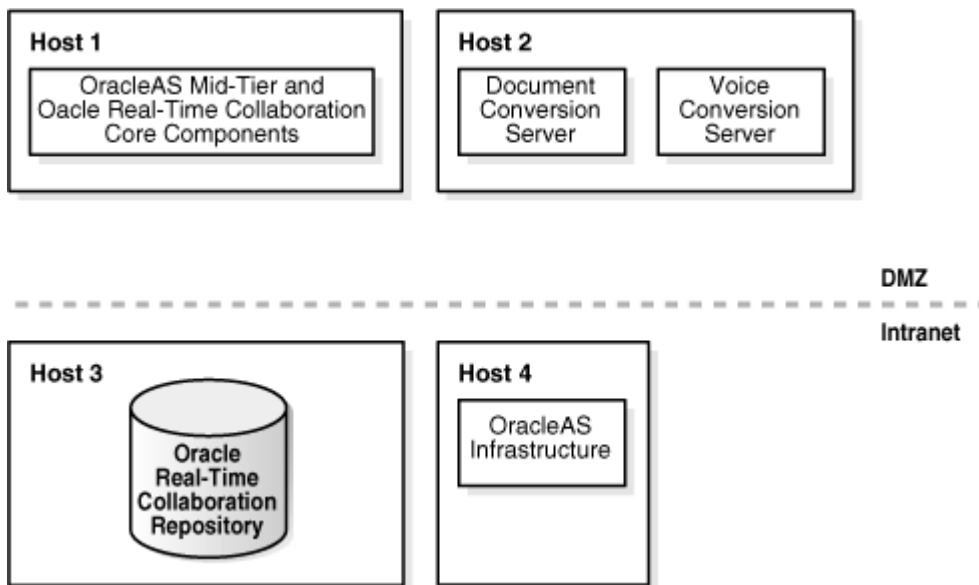 Host 1
OracleAS Mid-Tier and
Oacle Real-Time Collaboration
Core Components
Host 2
Document
Conversion
Server
Voice
Conversion
Server
DMZ
Intranet
Host 3
Oracle
Real-Time
Collaboration
Repository
Host 4
OracleAS
Infrastructure